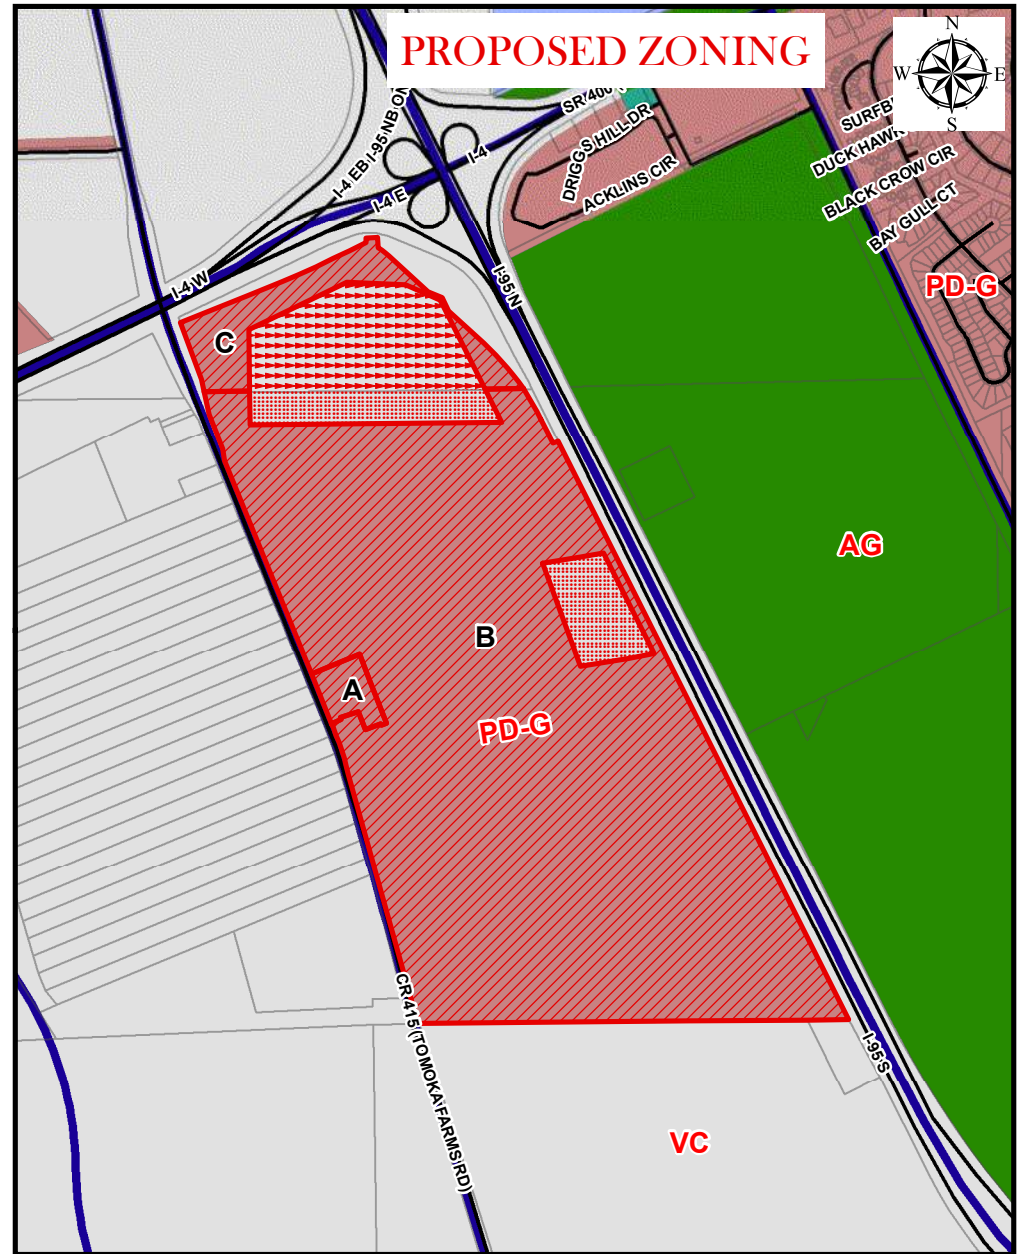 PROPOSED ZONING
N
W E
S
I-4 EB I-95 NB ON
SR 400
I-4
I-4 E
I-4 W
I-95 N
DRIGGS HILL DR
ACKLINS CIR
SURFB
DUCK HAWK
BLACK CROW CIR
BAY GULL CT
PD-G
C
AG
B
A
PD-G
CR 415 (TOMOKA FARMS RD)
I-95 S
VC